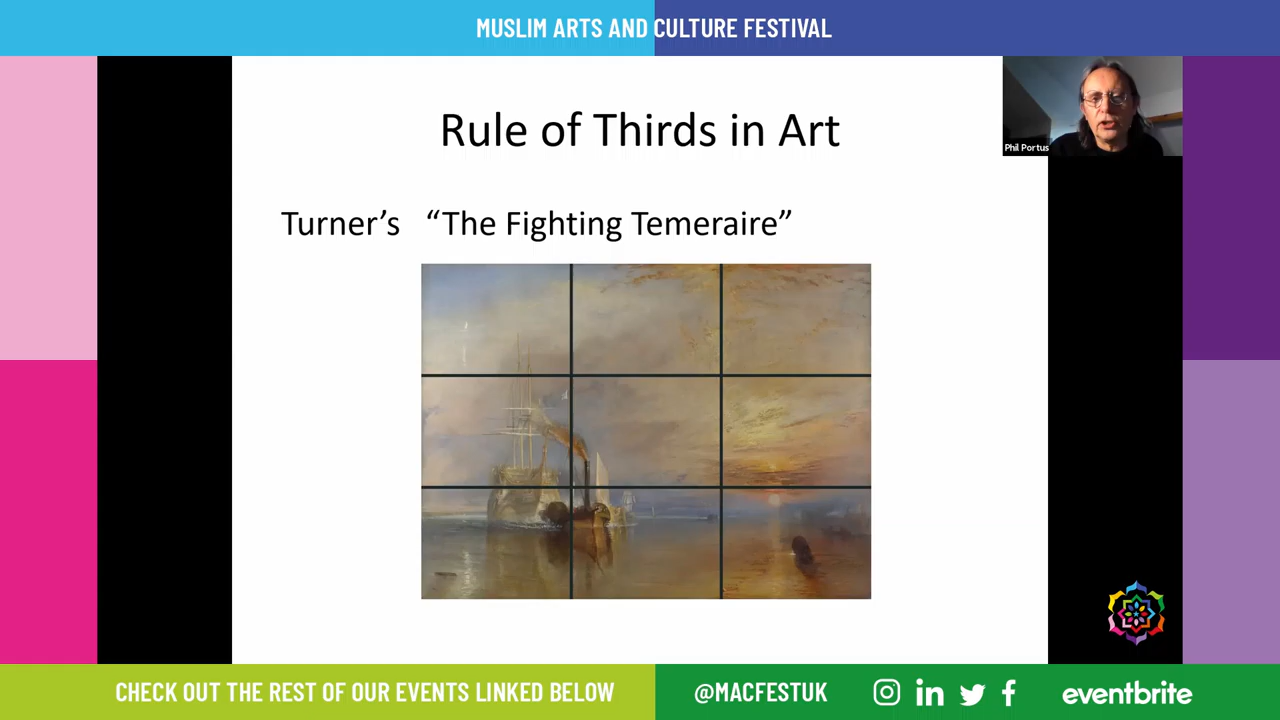 MUSLIM ARTS AND CULTURE FESTIVAL
Rule of Thirds in Art
Phil Portus
Turner’s “The Fighting Temeraire”
CHECK OUT THE REST OF OUR EVENTS LINKED BELOW
@MACFESTUK
eventbrite